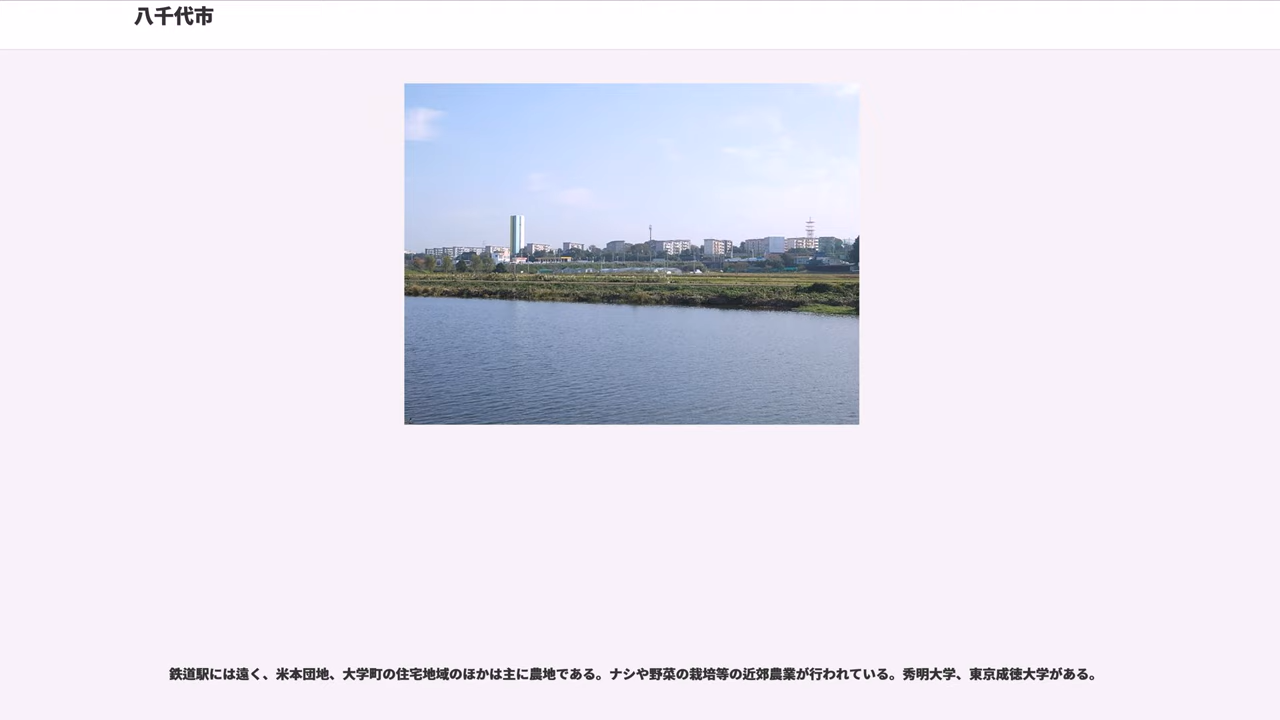 八千代市
鉄道駅には遠く、米本団地、大学町の住宅地域のほかは主に農地である。ナシや野菜の栽培等の近郊農業が行われている。秀明大学、東京成徳大学がある。